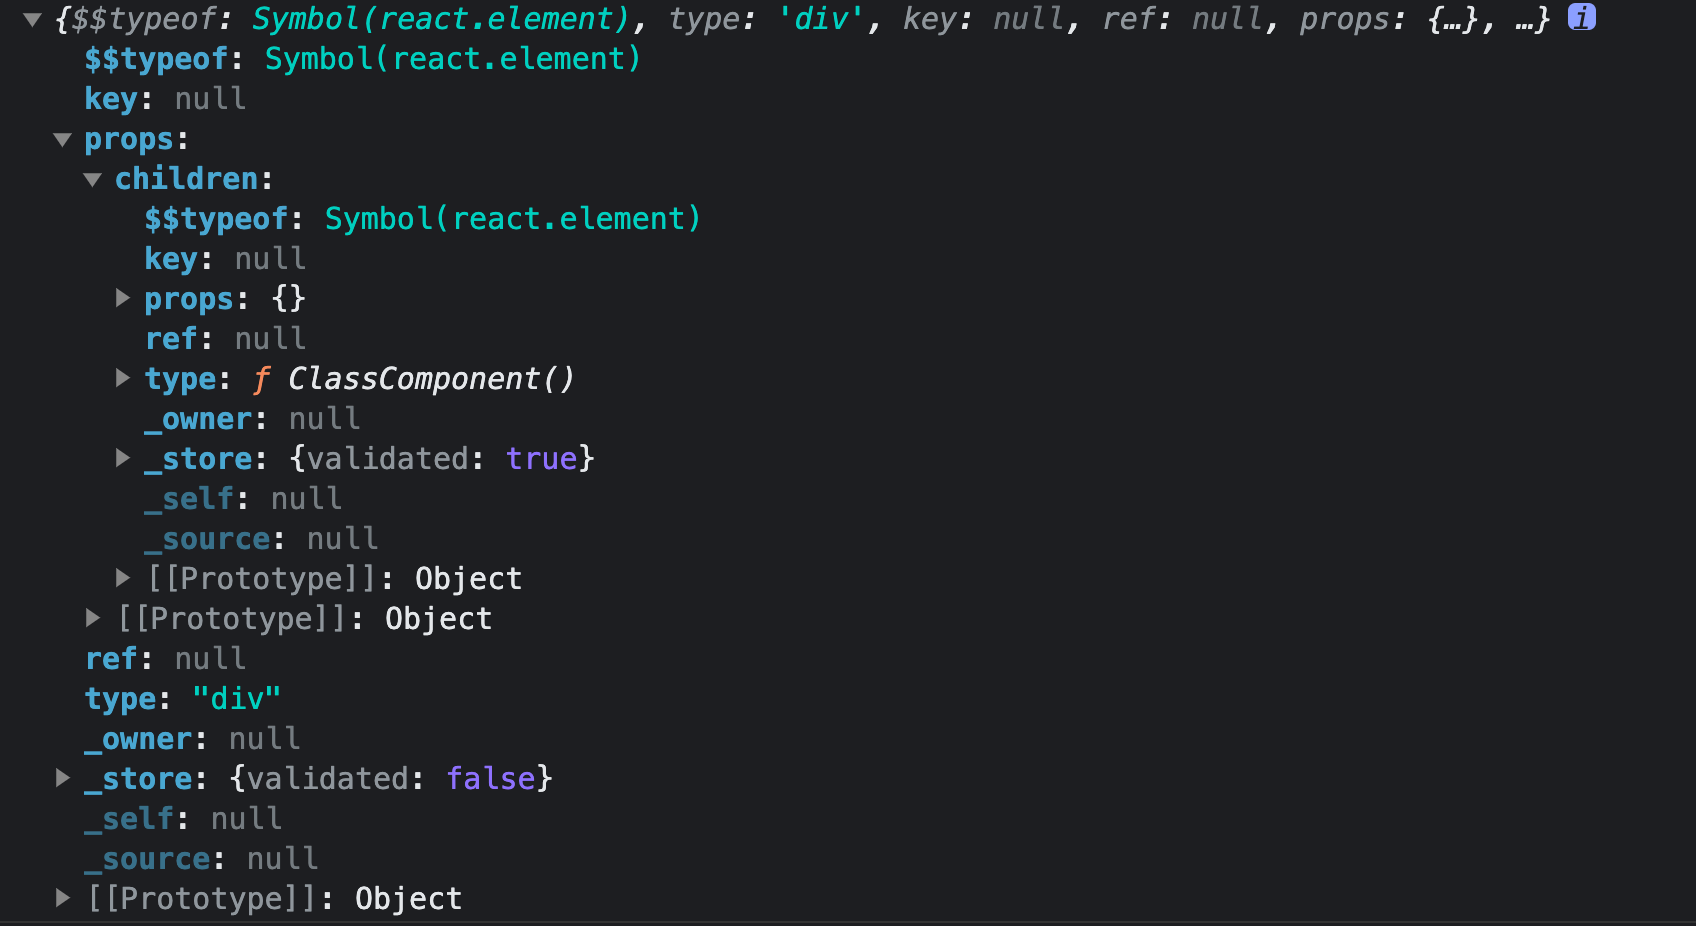 {$$typeof: Symbol(react.element), type: 'div', key: null, ref: null, props: {…}, …} i
$$typeof: Symbol(react.element)
key: null
props:
children:
$$typeof: Symbol(react.element)
key: null
props: {}
ref: null
type: ƒ ClassComponent()
_owner: null
_store: {validated: true}
_self: null
_source: null
[[Prototype]]: Object
[[Prototype]]: Object
ref: null
type: "div"
_owner: null
_store: {validated: false}
_self: null
_source: null
[[Prototype]]: Object